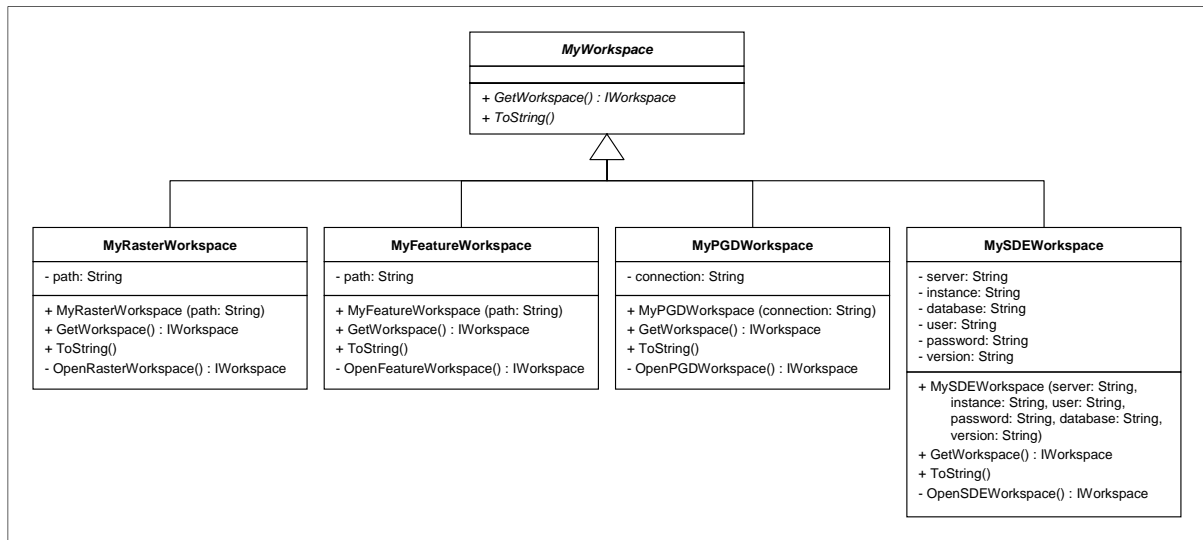 MyWorkspace
+ GetWorkspace() : IWorkspace
+ ToString()
MyRasterWorkspace
- path: String
+ MyRasterWorkspace (path: String)
+ GetWorkspace() : IWorkspace
+ ToString()
- OpenRasterWorkspace() : IWorkspace
MyFeatureWorkspace
- path: String
+ MyFeatureWorkspace (path: String)
+ GetWorkspace() : IWorkspace
+ ToString()
- OpenFeatureWorkspace() : IWorkspace
MyPGDWorkspace
- connection: String
+ MyPGDWorkspace (connection: String)
+ GetWorkspace() : IWorkspace
+ ToString()
- OpenPGDWorkspace() : IWorkspace
MySDEWorkspace
- server: String
- instance: String
- database: String
- user: String
- password: String
- version: String
+ MySDEWorkspace (server: String,
instance: String, user: String,
password: String, database: String,
version: String)
+ GetWorkspace() : IWorkspace
+ ToString()
- OpenSDEWorkspace() : IWorkspace